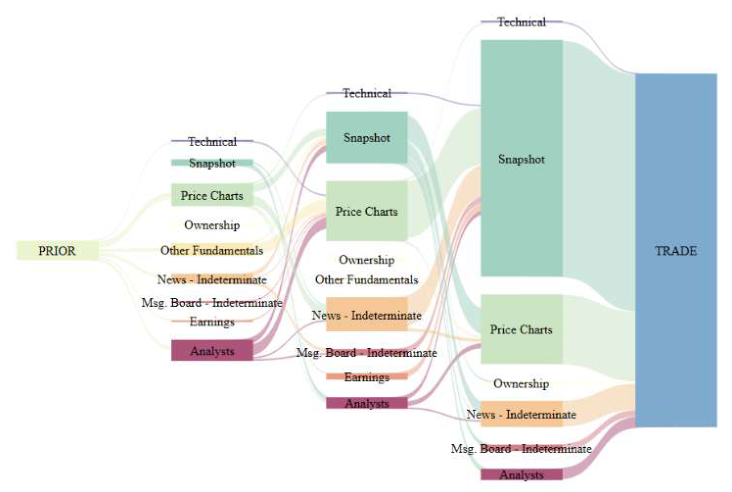 PRIOR
Technical
Snapshot
Price Charts
Ownership
Other Fundamentals
News - Indeterminate
Msg. Board - Indeterminate
Earnings
Analysts
Technical
Snapshot
Price Charts
Ownership
Other Fundamentals
News - Indeterminate
Msg. Board - Indeterminate
Earnings
Analysts
Technical
Snapshot
Price Charts
Ownership
News - Indeterminate
Msg. Board - Indeterminate
Analysts
TRADE